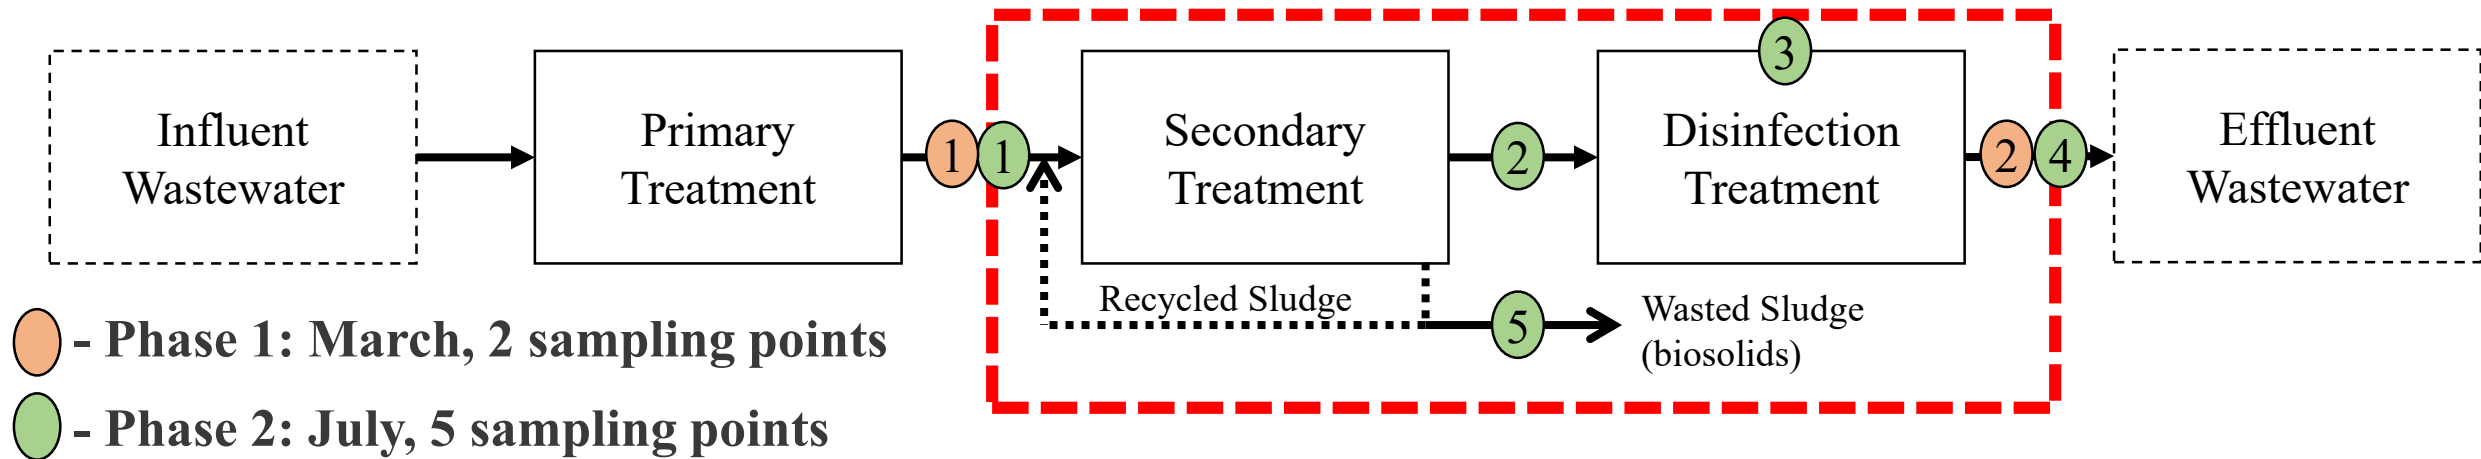 Influent
Wastewater
Primary
Treatment
1
1
Secondary
Treatment
2
3
Disinfection
Treatment
2
4
Effluent
Wastewater
Recycled Sludge
5
Wasted Sludge
(biosolids)
- Phase 1: March, 2 sampling points
- Phase 2: July, 5 sampling points